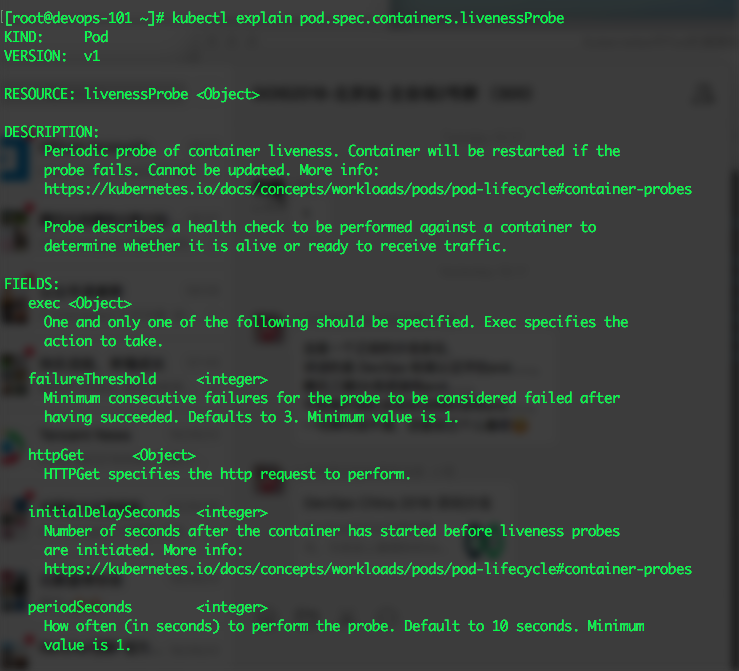 [root@devops-101 ~]# kubectl explain pod.spec.containers.livenessProbe
KIND:     Pod
VERSION:  v1
RESOURCE: livenessProbe <Object>
DESCRIPTION:
Periodic probe of container liveness. Container will be restarted if the
probe fails. Cannot be updated. More info:
https://kubernetes.io/docs/concepts/workloads/pods/pod-lifecycle#container-probes
Probe describes a health check to be performed against a container to
determine whether it is alive or ready to receive traffic.
FIELDS:
exec <Object>
One and only one of the following should be specified. Exec specifies the
action to take.
failureThreshold     <integer>
Minimum consecutive failures for the probe to be considered failed after
having succeeded. Defaults to 3. Minimum value is 1.
httpGet      <Object>
HTTPGet specifies the http request to perform.
initialDelaySeconds  <integer>
Number of seconds after the container has started before liveness probes
are initiated. More info:
https://kubernetes.io/docs/concepts/workloads/pods/pod-lifecycle#container-probes
periodSeconds        <integer>
How often (in seconds) to perform the probe. Default to 10 seconds. Minimum
value is 1.